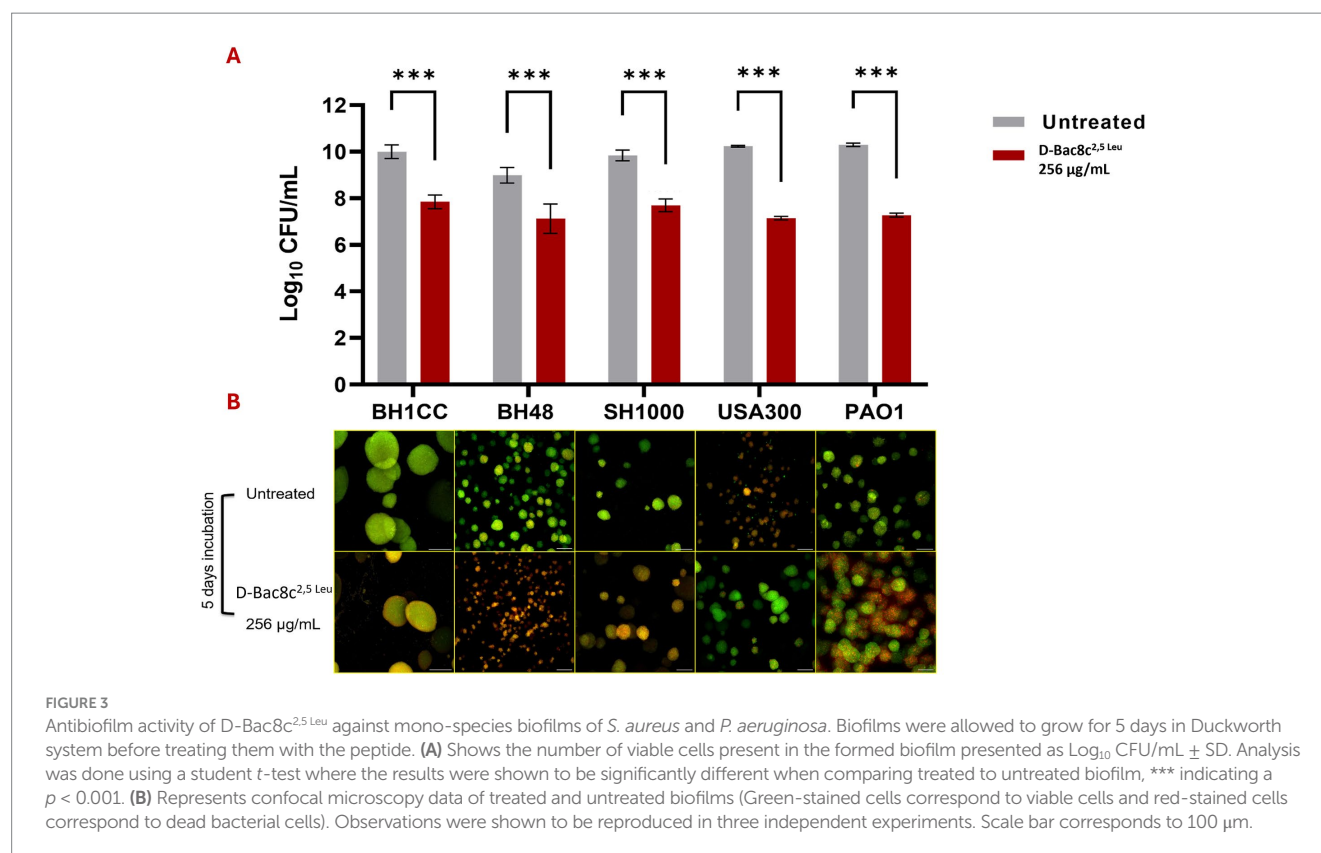 A
*** *** *** *** ***
12
10
8
6
4
2
0
Log₁₀ CFU/mL
Untreated
D-Bac8c²,⁵ ᴸᵉᵘ
256 µg/mL
BH1CC BH48 SH1000 USA300 PAO1
B
5 days incubation
Untreated
D-Bac8c²,⁵ ᴸᵉᵘ
256 µg/mL
FIGURE 3
Antibiofilm activity of D-Bac8c²,⁵ ᴸᵉᵘ against mono-species biofilms of S. aureus and P. aeruginosa. Biofilms were allowed to grow for 5 days in Duckworth
system before treating them with the peptide. (A) Shows the number of viable cells present in the formed biofilm presented as Log₁₀ CFU/mL ± SD. Analysis
was done using a student t-test where the results were shown to be significantly different when comparing treated to untreated biofilm, *** indicating a
p < 0.001. (B) Represents confocal microscopy data of treated and untreated biofilms (Green-stained cells correspond to viable cells and red-stained cells
correspond to dead bacterial cells). Observations were shown to be reproduced in three independent experiments. Scale bar corresponds to 100 μm.